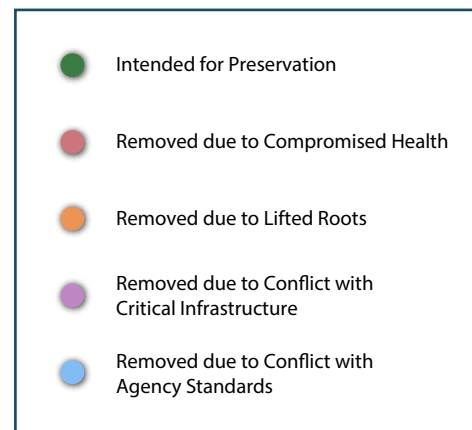 Intended for Preservation
Removed due to Compromised Health
Removed due to Lifted Roots
Removed due to Conflict with
Critical Infrastructure
Removed due to Conflict with
Agency Standards